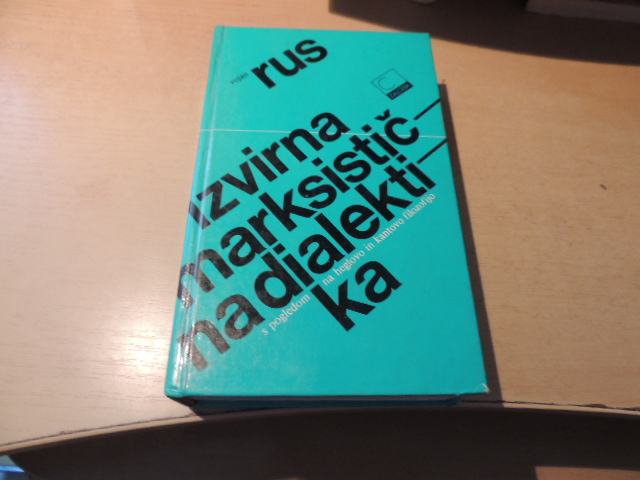 vojan rus
izvirna
marksistič-
na dialekti-
ka
s pogledom na heglovo in kantovo filozofijo